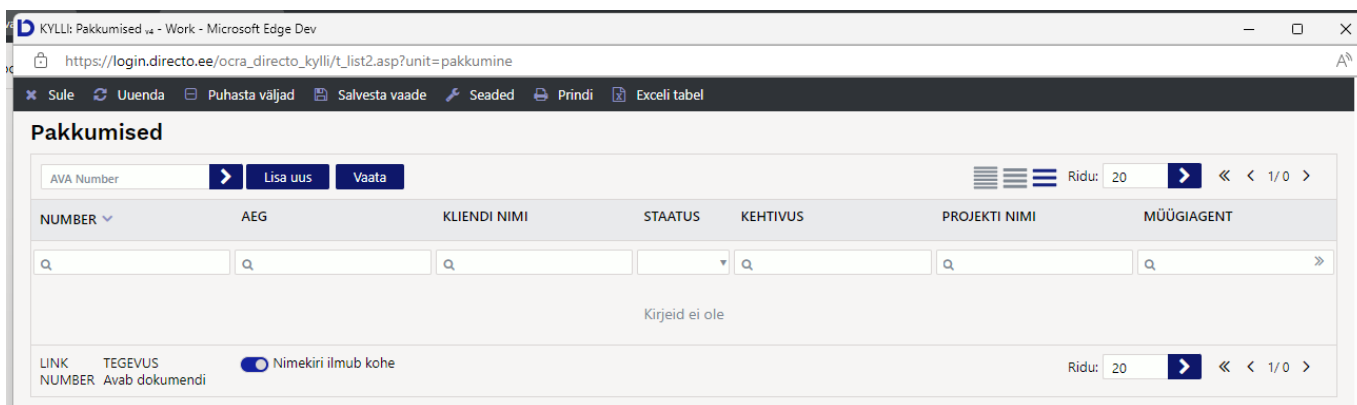 KYLLI: Pakkumised v4 - Work - Microsoft Edge Dev
https://login.directo.ee/ocra_directo_kylli/t_list2.asp?unit=pakkumine
Sule Uuenda Puhasta väljad Salvesta vaade Seaded Prindi Exceli tabel
Pakkumised
AVA Number Lisa uus Vaata Ridu: 20 1/0
NUMBER AEG KLIENDI NIMI STAATUS KEHTIVUS PROJEKTI NIMI MÜÜGIAGENT
Kirjeid ei ole
LINK TEGEVUS Nimekiri ilmub kohe Ridu: 20 1/0
NUMBER Avab dokumendi